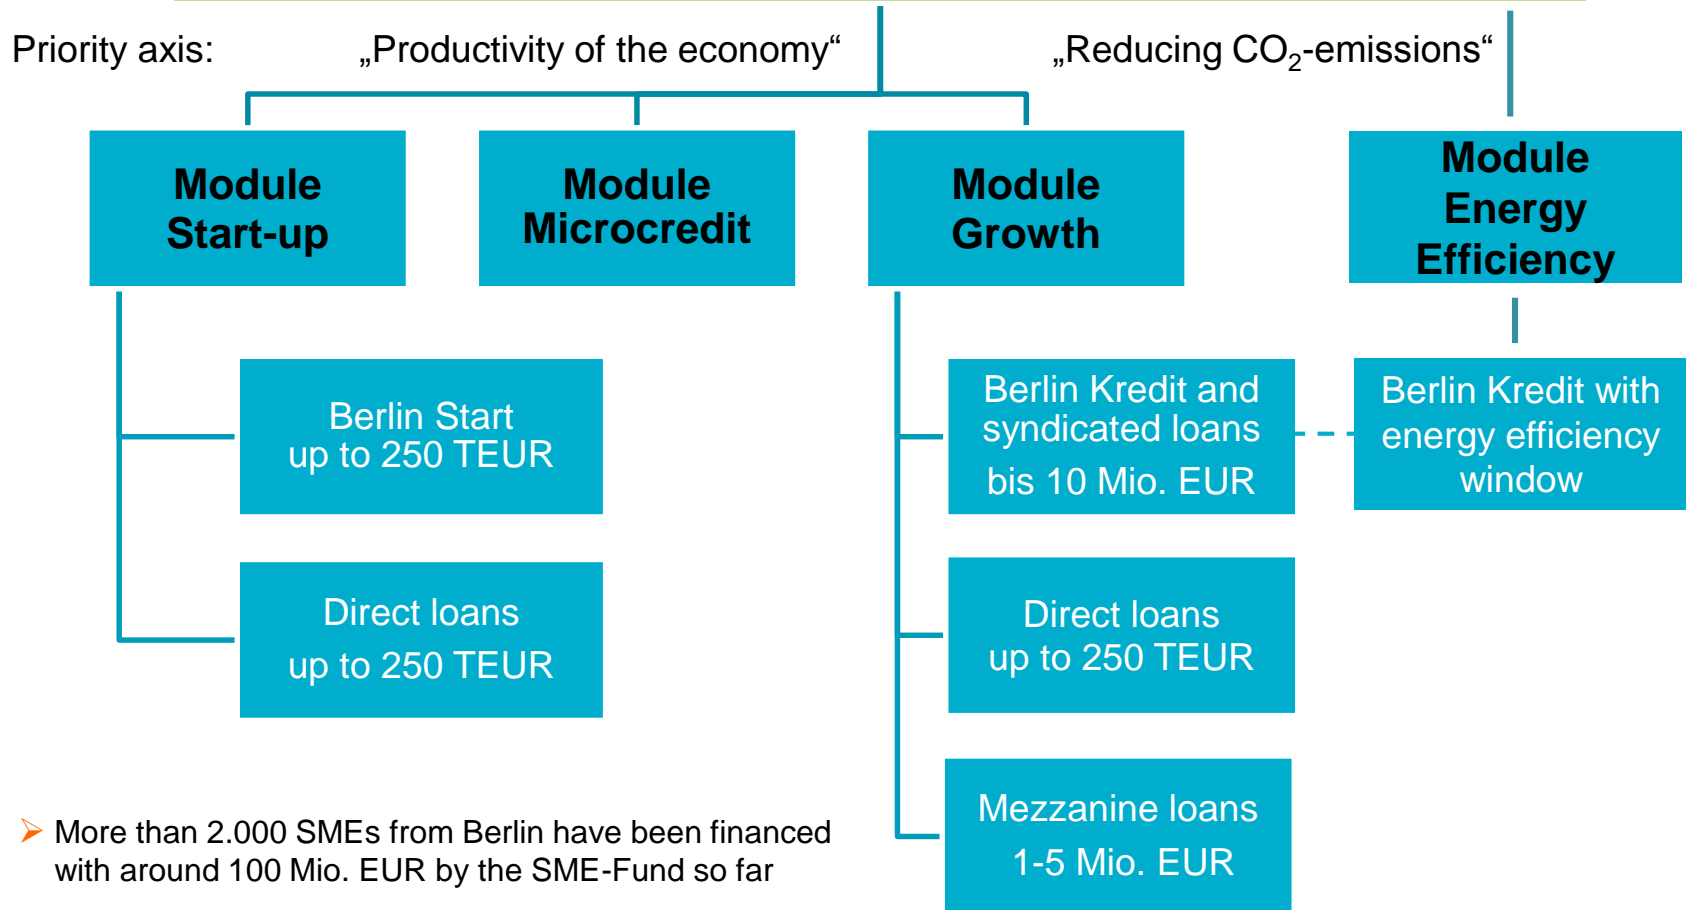 Priority axis:
„Productivity of the economy“
„Reducing CO₂-emissions“
Module
Start-up
Module
Microcredit
Module
Growth
Module
Energy
Efficiency
Berlin Start
up to 250 TEUR
Direct loans
up to 250 TEUR
Berlin Kredit and
syndicated loans
bis 10 Mio. EUR
Direct loans
up to 250 TEUR
Mezzanine loans
1-5 Mio. EUR
Berlin Kredit with
energy efficiency
window
More than 2.000 SMEs from Berlin have been financed
with around 100 Mio. EUR by the SME-Fund so far